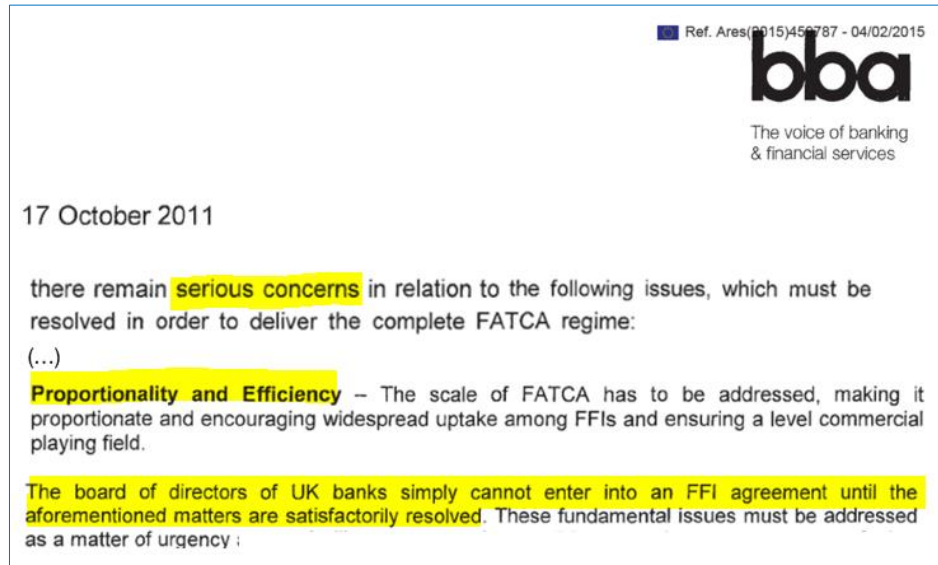 Ref. Ares(2015)459787 - 04/02/2015
bba
The voice of banking
& financial services
17 October 2011
there remain serious concerns in relation to the following issues, which must be
resolved in order to deliver the complete FATCA regime:
(...)
Proportionality and Efficiency – The scale of FATCA has to be addressed, making it
proportionate and encouraging widespread uptake among FFIs and ensuring a level commercial
playing field.
The board of directors of UK banks simply cannot enter into an FFI agreement until the
aforementioned matters are satisfactorily resolved. These fundamental issues must be addressed
as a matter of urgency